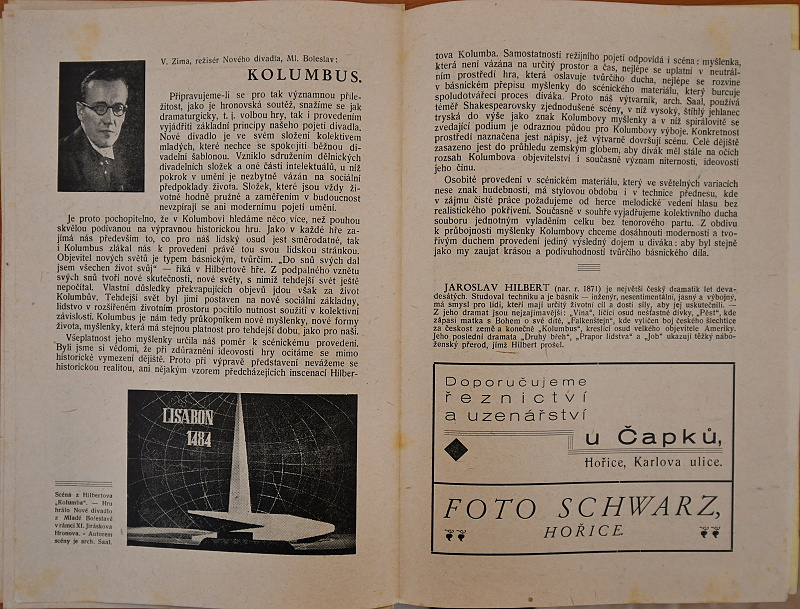 V. Zima, režisér Nového divadla, Ml. Boleslav:
KOLUMBUS.
Připravujeme-li se pro tak významnou příle-
žitost, jako je hronovská soutěž, snažíme se jak
dramaturgicky, t. j. volbou hry, tak i provedením
vyjádřiti základní principy našeho pojetí divadla.
Nové divadlo je ve svém složení kolektivem
mladých, které nechce se spokojiti běžnou di-
vadelní šablonou. Vzniklo sdružením dělnických
divadelních složek a oné části intelektuálů, u níž
pokrok v umění je nezbytně vázán na sociální
předpoklady života. Složek, které jsou vždy ži-
votně hodně pružné a zaměřením v budoucnost
nevzpírají se ani modernímu pojetí umění.
Je proto pochopitelno, že v Kolumbovi hledáme něco více, než pouhou
skvělou podívanou na výpravnou historickou hru. Jako v každé hře za-
jímá nás především to, co pro náš lidský osud jest směrodatné, tak
i Kolumbus zlákal nás k provedení právě tou svou lidskou stránkou.
Objevitel nových světů je typem básnickým, tvůrčím. „Do snů svých dal
jsem všechen život svůj“ — říká v Hilbertově hře. Z podpalného vznětu
svých snů tvoří nové skutečnosti, nové světy, s nimiž tehdejší svět ještě
nepočítal. Vlastní důsledky překvapujících objevů jdou však za život
Kolumbův. Tehdejší svět byl jimi postaven na nové sociální základny,
lidstvo v rozšířeném životním prostoru pocítilo nutnost soužití v kolektivní
závislosti. Kolumbus je nám tedy průkopníkem nové myšlenky, nové formy
života, myšlenky, která má stejnou platnost pro tehdejší dobu, jako pro naši.
Všeplatnost jeho myšlenky určila náš poměr k scénickému provedení.
Byli jsme si vědomi, že při zdůraznění ideovosti hry ocitáme se mimo
historické vymezení dějiště. Proto při výpravě představení nevážeme se
historickou realitou, ani nějakým vzorem předcházejících inscenací Hilber-
LISABON
1484
Scéna z Hilbertova
„Kolumba“. — Hru
hrálo Nové divadlo
z Mladé Boleslavě
v rámci XI. Jiráskova
Hronova. - Autorem
scény je arch. Saal.
tova Kolumba. Samostatnosti režijního pojetí odpovídá i scéna: myšlenka,
která není vázána na určitý prostor a čas, nejlépe se uplatní v neutrál-
ním prostředí hra, která oslavuje tvůrčího ducha, nejlépe se rozvine
v básnickém přepisu myšlenky do scénického materiálu, který burcuje
spoludotvářecí proces diváka. Proto náš výtvarník, arch. Saal, používá
téměř Shakespearovsky zjednodušené scény, v níž vysoký, štíhlý jehlanec
tryská do výše jako znak Kolumbovy myšlenky a v níž spirálovitě se
zvedající podium je odraznou půdou pro Kolumbovy výboje. Konkretnost
prostředí naznačena jest nápisy, jež výtvarně dovršují scénu. Celé dějiště
zasazeno jest do průhledu zemským globem, aby divák měl stále na očích
rozsah Kolumbova objevitelství i současně význam niternosti, ideovosti
jeho činu.
Osobité provedení v scénickém materiálu, který ve světelných variacích
nese znak hudebnosti, má stylovou obdobu i v technice přednesu, kde
v zájmu čisté práce požadujeme od herce melodické vedení hlasu bez
realistického pokřivení. Současně v souhře vyjadřujeme kolektivního ducha
souboru jednotným vyladěním celku bez tenorového partu. Z obdivu
k průbojnosti myšlenky Kolumbovy chceme dosáhnouti moderností a tvo-
řivým duchem provedení jediný výsledný dojem u diváka: aby byl stejně
jako my zaujat krásou a podivuhodností tvůrčího básnického díla.
JAROSLAV HILBERT (nar. r. 1871) je největší český dramatik let deva-
desátých. Studoval techniku a je básník — inženýr, nesentimentální, jasný a výbojný,
má smysl pro lidi, kteří mají určitý životní cíl a dosti síly, aby jej uskutečnili. —
Z jeho dramat jsou nejzajímavější: „Vina“, líčící osud nešťastné dívky, „Pěst“, kde
zápasí matka s Bohem o své dítě, „Falkenštejn“, kde vylíčen boj českého šlechtice
za českost země a konečně „Kolumbus“, kreslící osud velkého objevitele Ameriky.
Jeho poslední dramata „Druhý břeh“, „Prapor lidstva“ a „Job“ ukazují těžký nábo-
ženský přerod, jímž Hilbert prošel.
Doporučujeme
řeznictví
a uzenářství
u Čapků,
Hořice, Karlova ulice.
FOTO SCHWARZ,
HOŘICE.